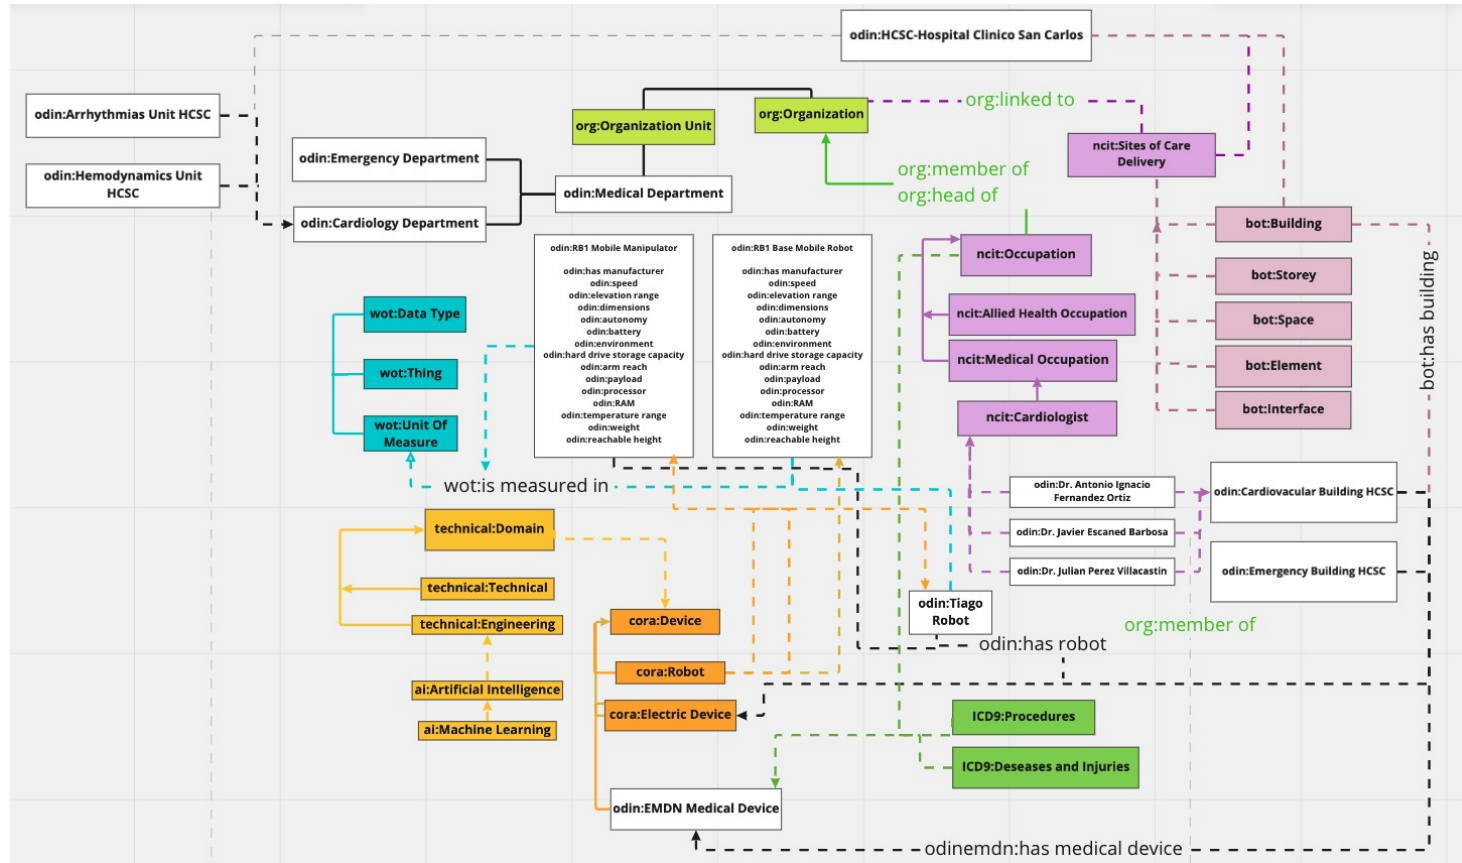 odin:HCSC-Hospital Clinico San Carlos
odin:Arrhythmias Unit HCSC
odin:Hemodynamics Unit
HCSC
odin:Emergency Department
odin:Cardiology Department
org:Organization Unit
org:Organization
odin:Medical Department
org:linked to
org:member of
org:head of
ncit:Sites of Care
Delivery
bot:Building
bot:Storey
bot:Space
bot:Element
bot:Interface
bot:has building
ncit:Occupation
ncit:Allied Health Occupation
ncit:Medical Occupation
ncit:Cardiologist
odin:RB1 Mobile Manipulator
odin:has manufacturer
odin:speed
odin:elevation range
odin:dimensions
odin:autonomy
odin:battery
odin:environment
odin:hard drive storage capacity
odin:arm reach
odin:payload
odin:processor
odin:RAM
odin:temperature range
odin:weight
odin:reachable height
odin:RB1 Base Mobile Robot
odin:has manufacturer
odin:speed
odin:elevation range
odin:dimensions
odin:autonomy
odin:battery
odin:environment
odin:hard drive storage capacity
odin:arm reach
odin:payload
odin:processor
odin:RAM
odin:temperature range
odin:weight
odin:reachable height
wot:Data Type
wot:Thing
wot:Unit Of
Measure
wot:is measured in
odin:Dr. Antonio Ignacio
Fernandez Ortiz
odin:Dr. Javier Escaned Barbosa
odin:Dr. Julian Perez Villacastin
odin:Cardiovacular Building HCSC
odin:Emergency Building HCSC
technical:Domain
technical:Technical
technical:Engineering
ai:Artificial Intelligence
ai:Machine Learning
cora:Device
cora:Robot
cora:Electric Device
odin:Tiago
Robot
org:member of
odin:has robot
ICD9:Procedures
ICD9:Deseases and Injuries
odin:EMDN Medical Device
odinemdn:has medical device